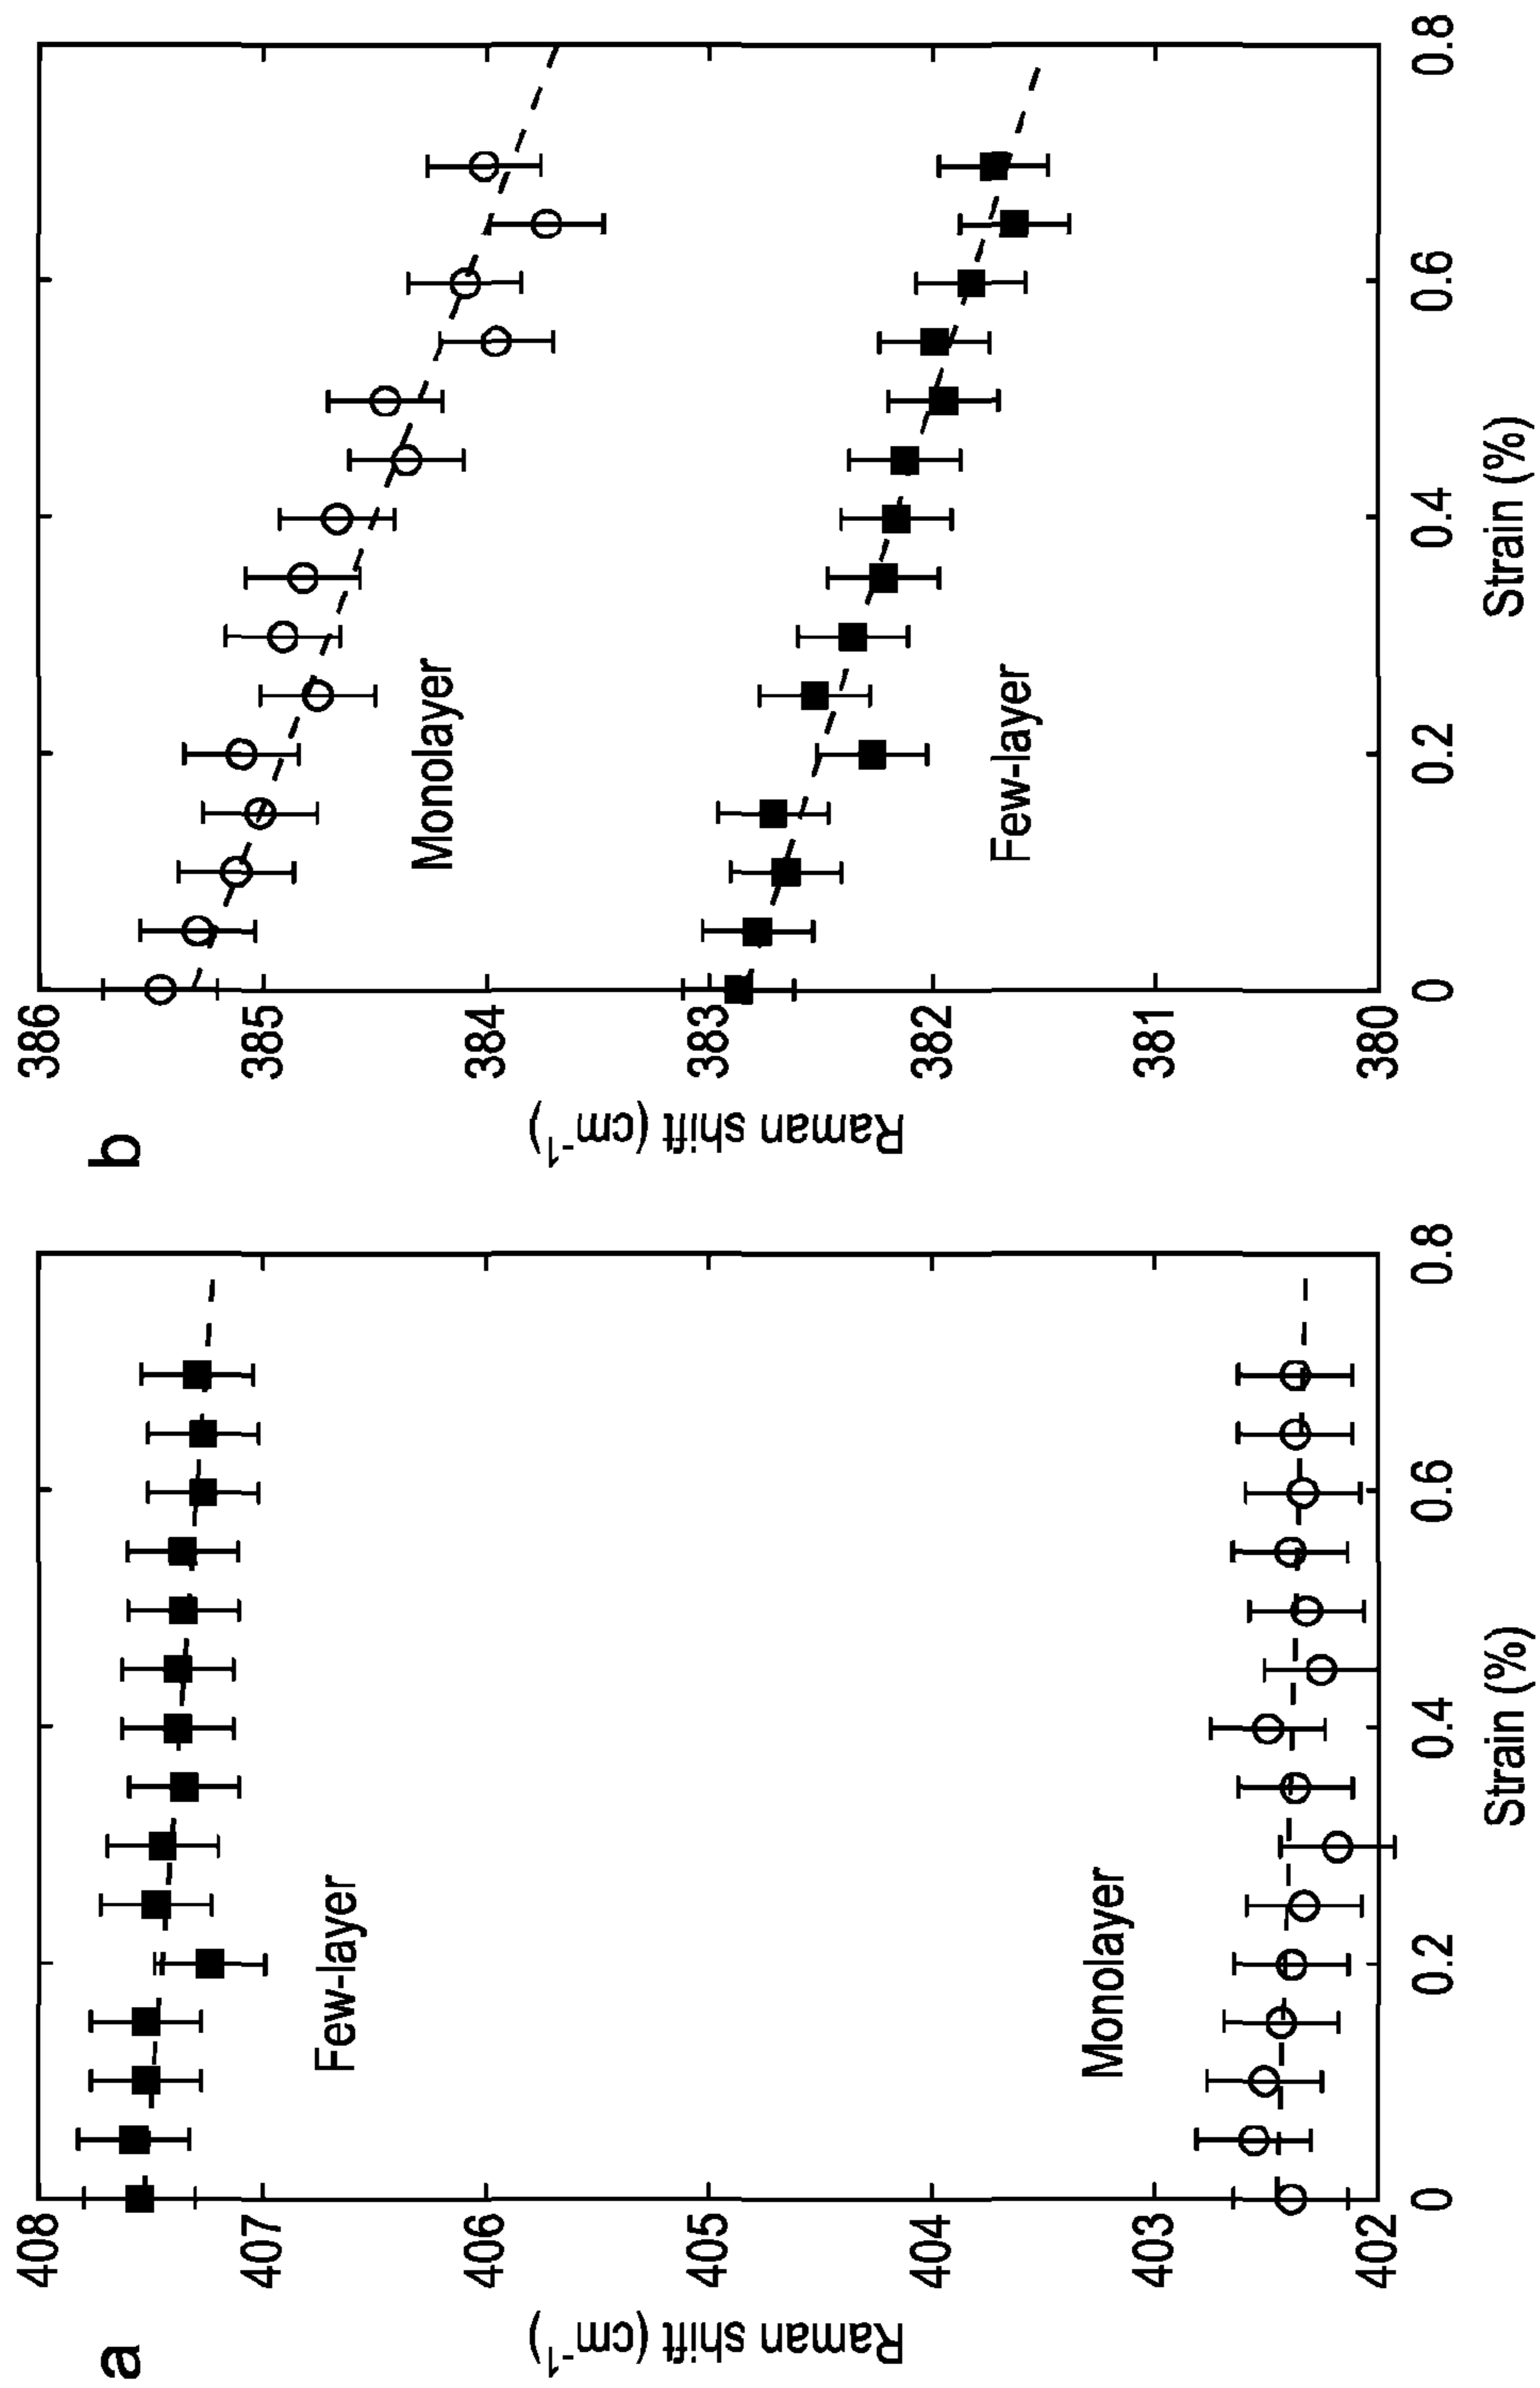 a
Raman shift (cm⁻¹)
408
407
406
405
404
403
402
Few-layer
Monolayer
0
0.2
0.4
0.6
0.8
Strain (%)
b
Raman shift (cm⁻¹)
386
385
384
383
382
381
380
Monolayer
Few-layer
0
0.2
0.4
0.6
0.8
Strain (%)